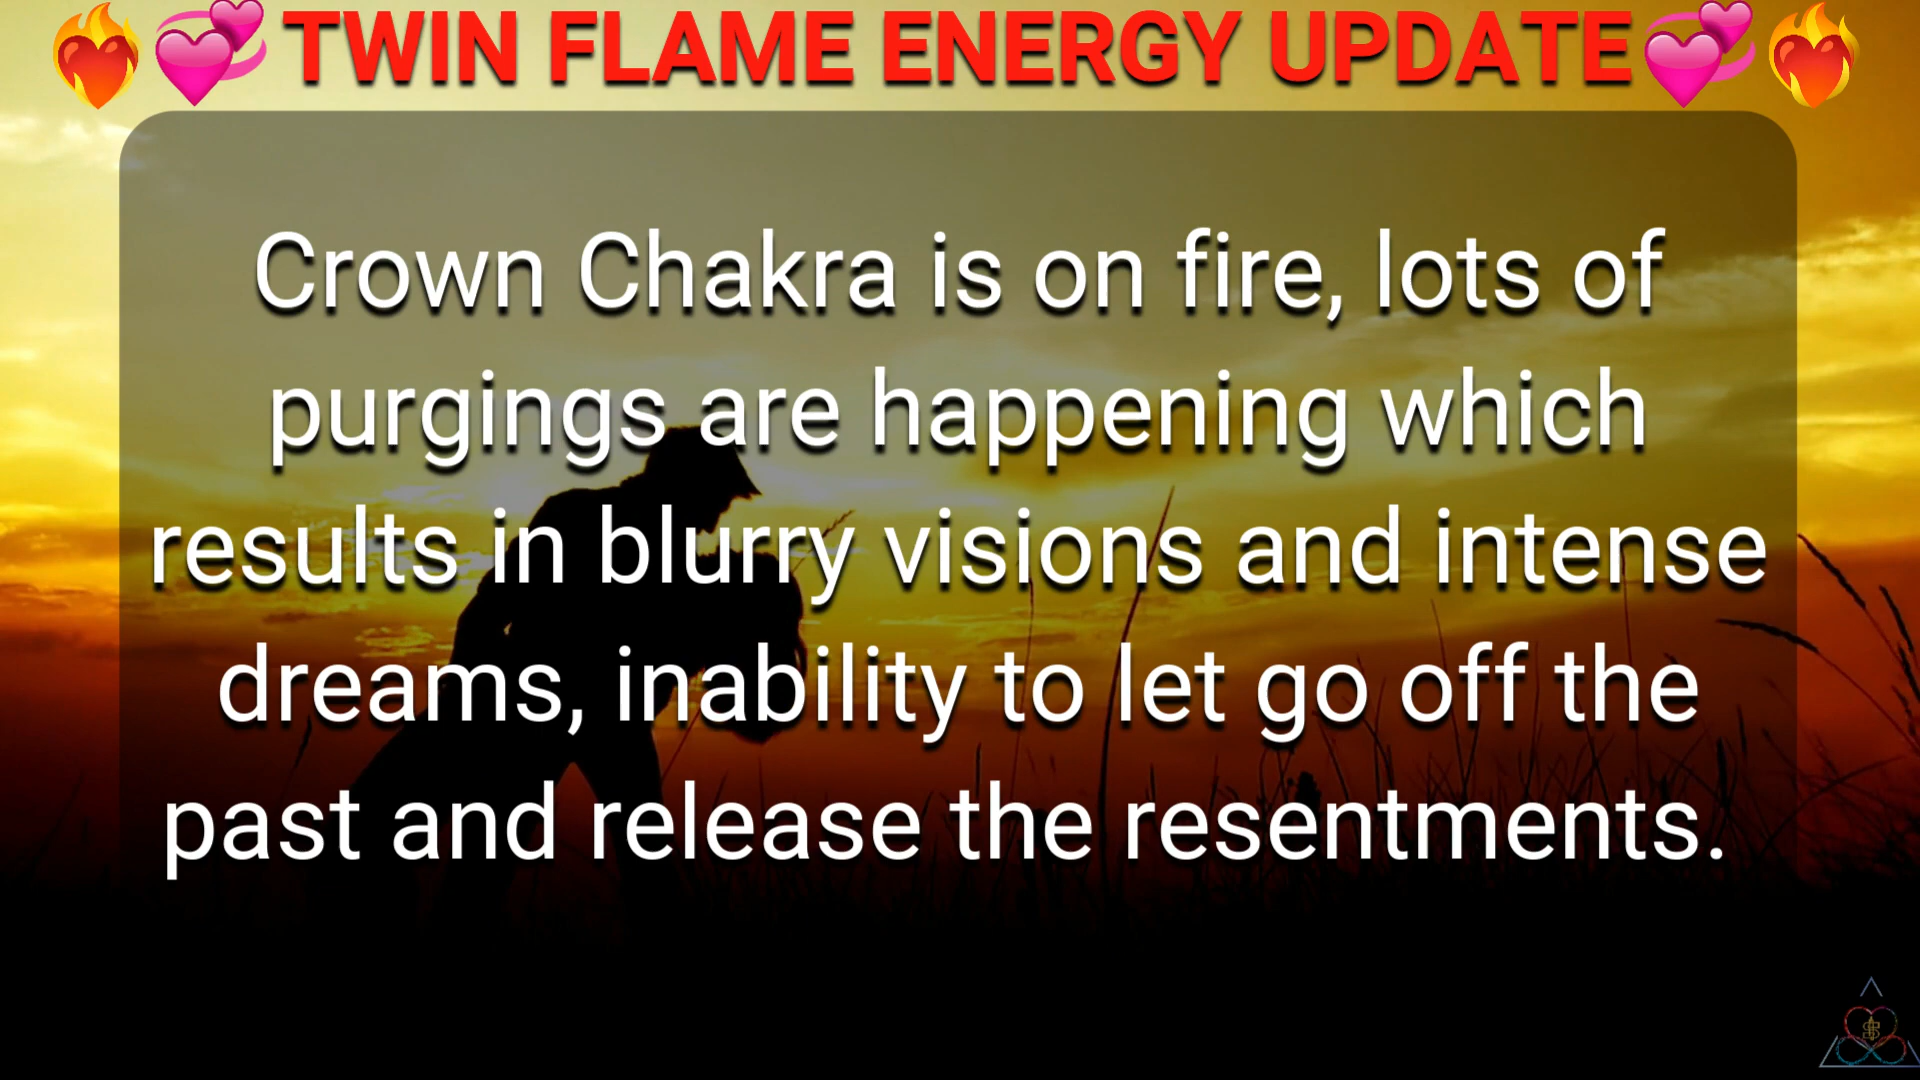 ❤️‍🔥💞TWIN FLAME ENERGY UPDATE💞❤️‍🔥
Crown Chakra is on fire, lots of
purgings are happening which
results in blurry visions and intense
dreams, inability to let go off the
past and release the resentments.